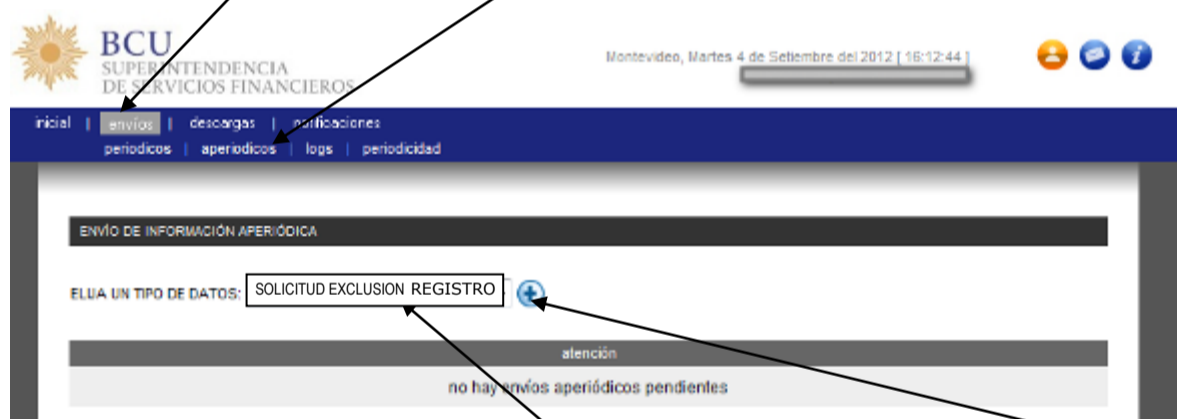 BCU
SUPERINTENDENCIA
DE SERVICIOS FINANCIEROS
Montevideo, Martes 4 de Setiembre del 2012 [ 16:12:44 ]
inicial | envíos | descargas | notificaciones
periodicos | aperiodicos | logs | periodicidad
ENVÍO DE INFORMACIÓN APERIÓDICA
ELIJA UN TIPO DE DATOS: SOLICITUD EXCLUSION REGISTRO
atención
no hay envíos aperiódicos pendientes